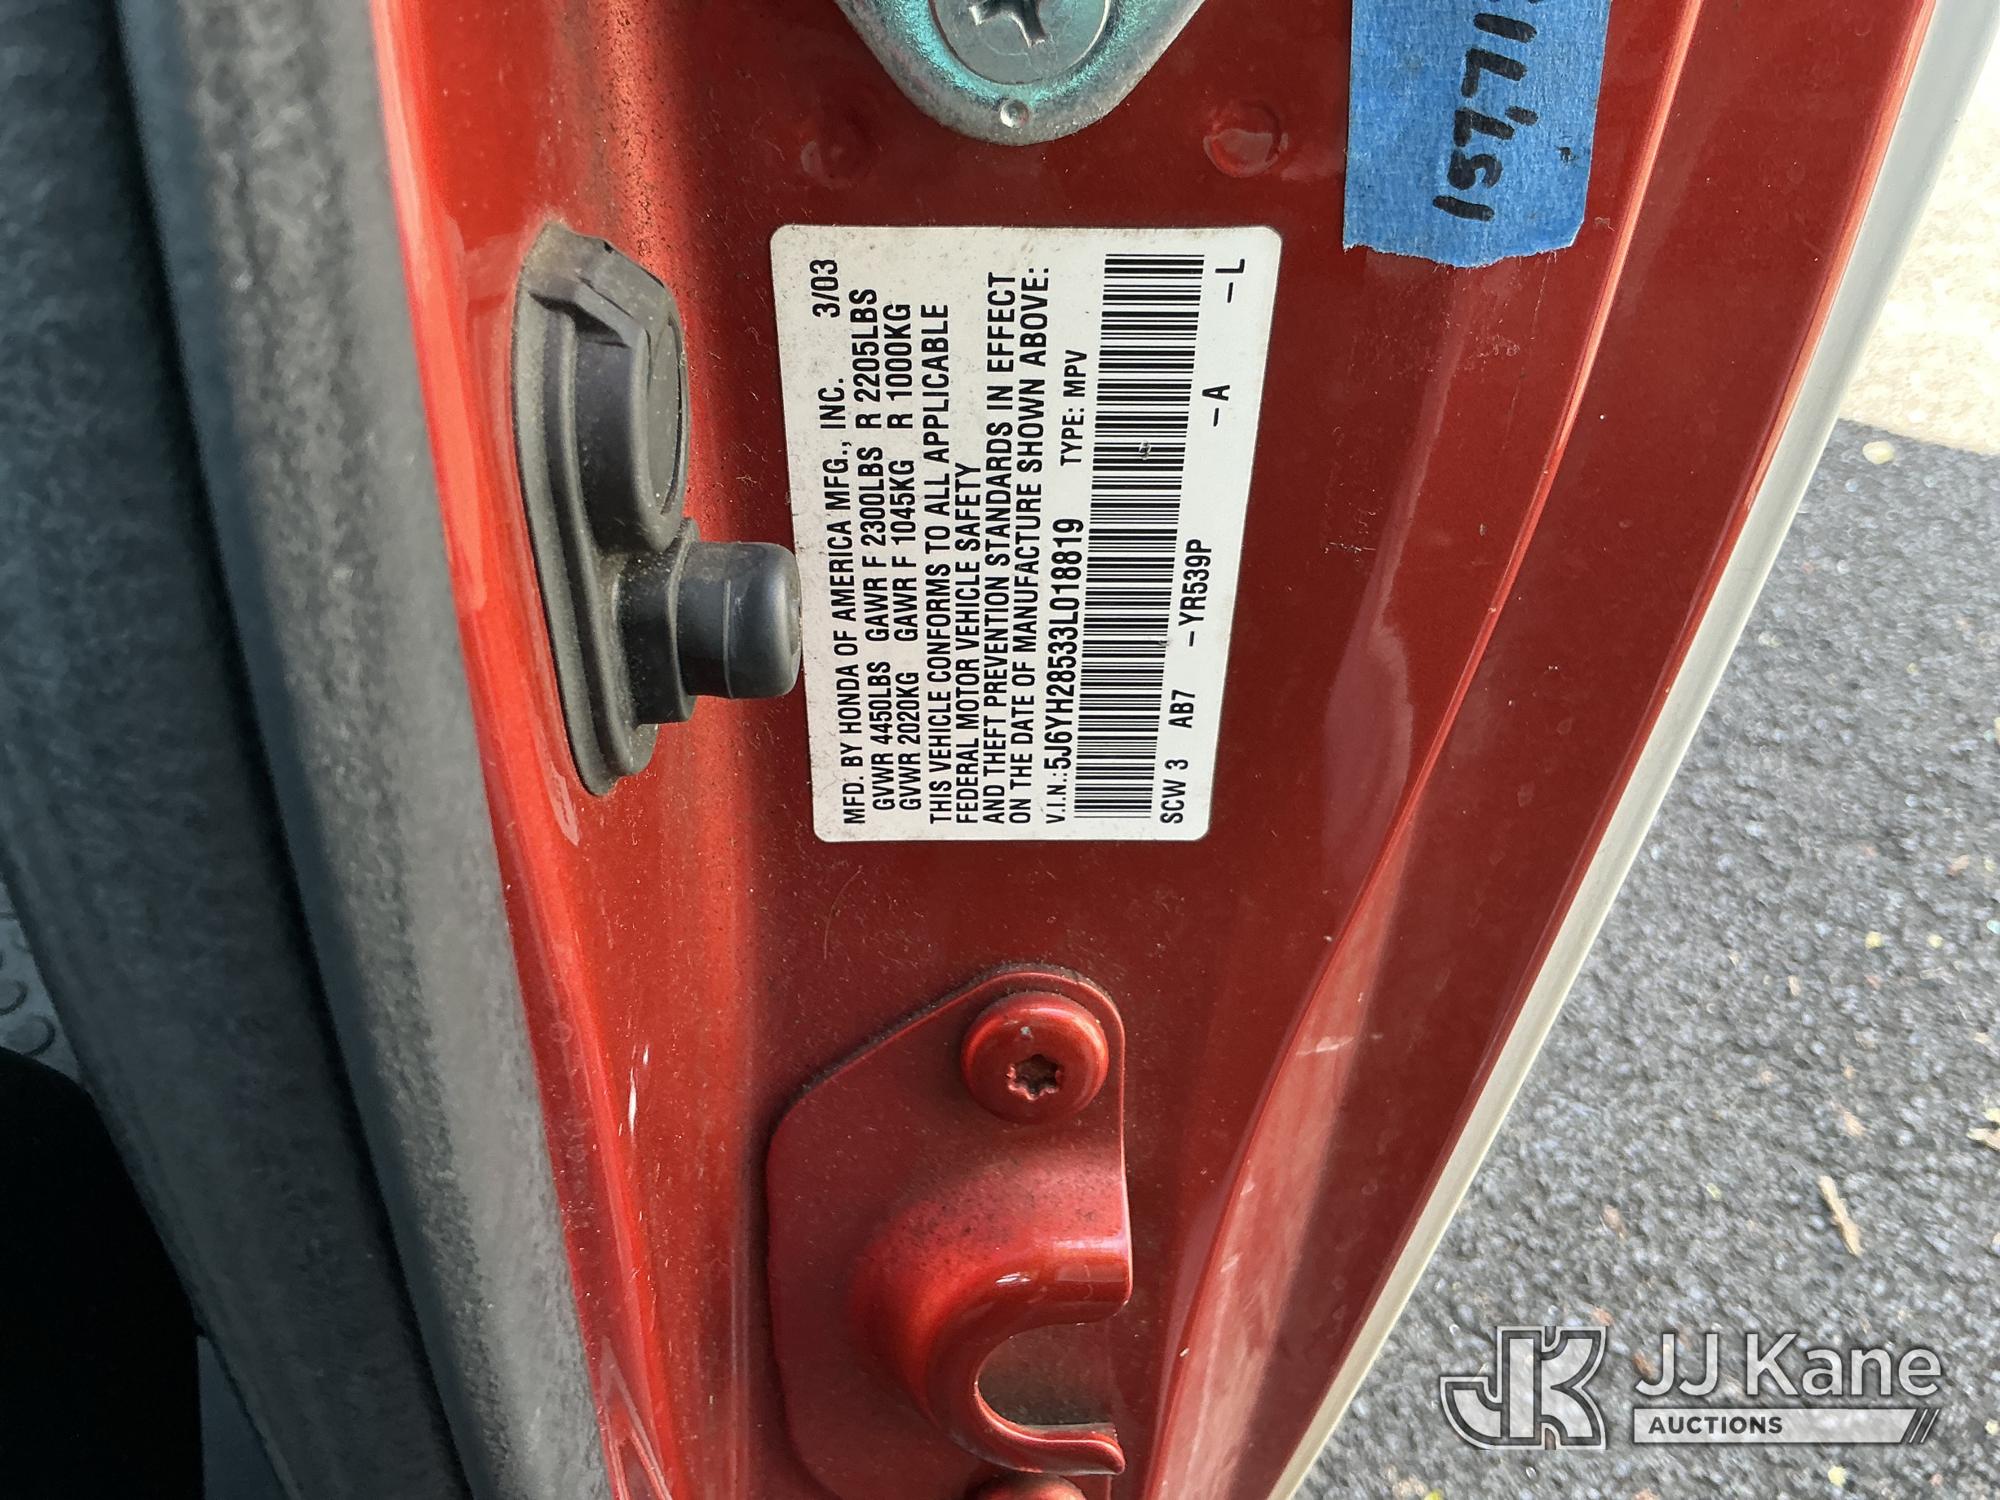 MFD. BY HONDA OF AMERICA MFG., INC. 3/03
GVWR 4450LBS GAWR F 2300LBS R 2205LBS
GVWR 2020KG GAWR F 1045KG R 1000KG
THIS VEHICLE CONFORMS TO ALL APPLICABLE
FEDERAL MOTOR VEHICLE SAFETY
AND THEFT PREVENTION STANDARDS IN EFFECT
ON THE DATE OF MANUFACTURE SHOWN ABOVE:
V.I.N.:5J6YH28533L018819 TYPE: MPV
SCW 3 AB7 -YR539P -A -L
JK JJ Kane
AUCTIONS